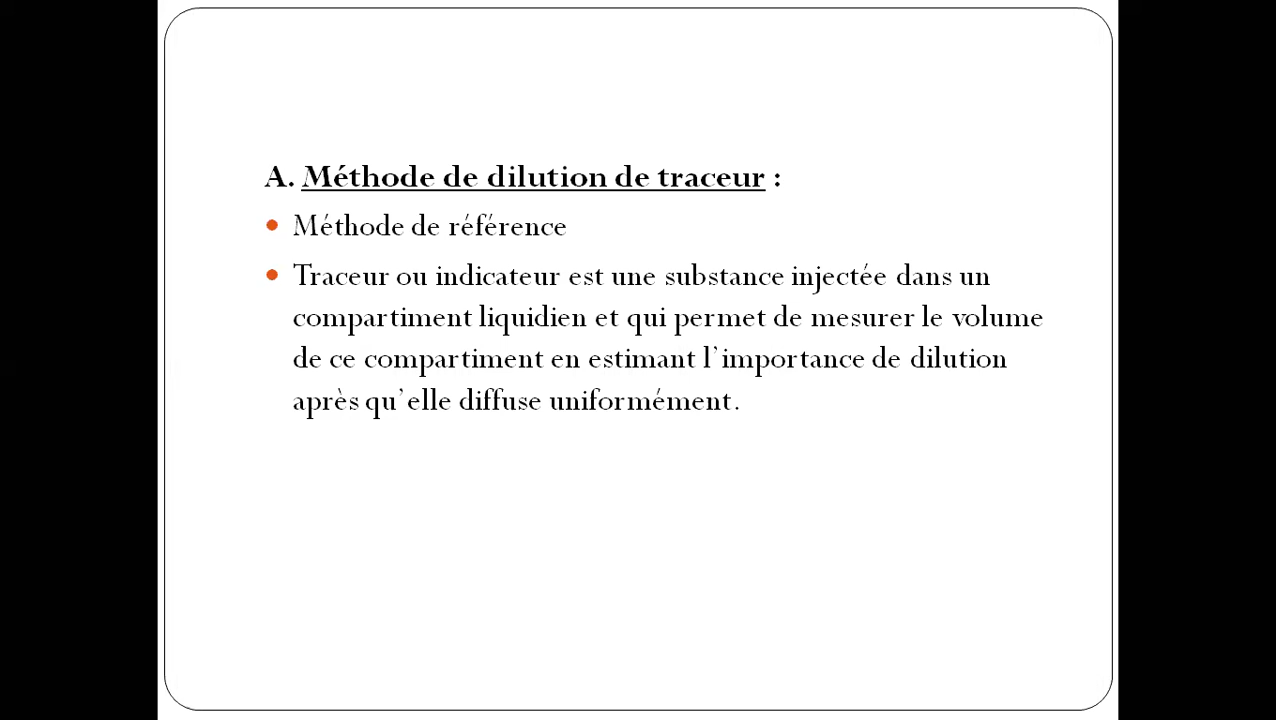 A. Méthode de dilution de traceur :
• Méthode de référence
• Traceur ou indicateur est une substance injectée dans un
compartiment liquidien et qui permet de mesurer le volume
de ce compartiment en estimant l’importance de dilution
après qu’elle diffuse uniformément.